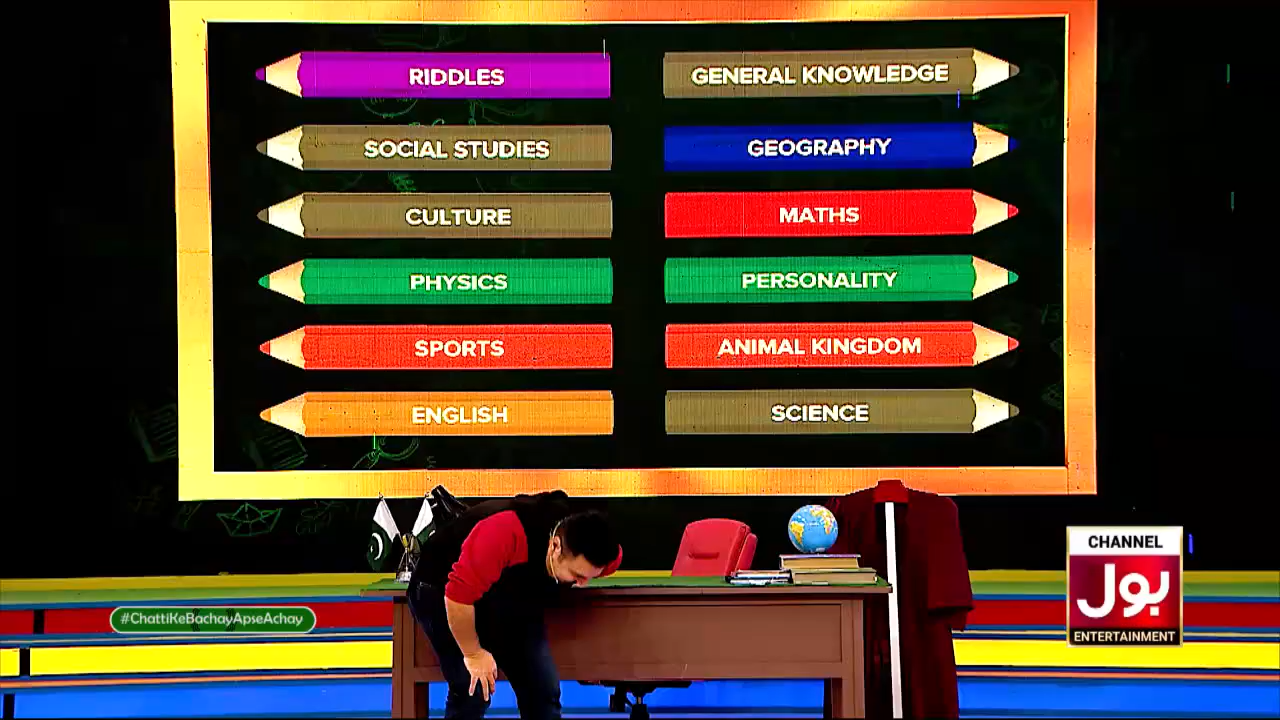 RIDDLES
GENERAL KNOWLEDGE
SOCIAL STUDIES
GEOGRAPHY
CULTURE
MATHS
PHYSICS
PERSONALITY
SPORTS
ANIMAL KINGDOM
ENGLISH
SCIENCE
#ChattiKeBachayApseAchay
CHANNEL
بول
ENTERTAINMENT